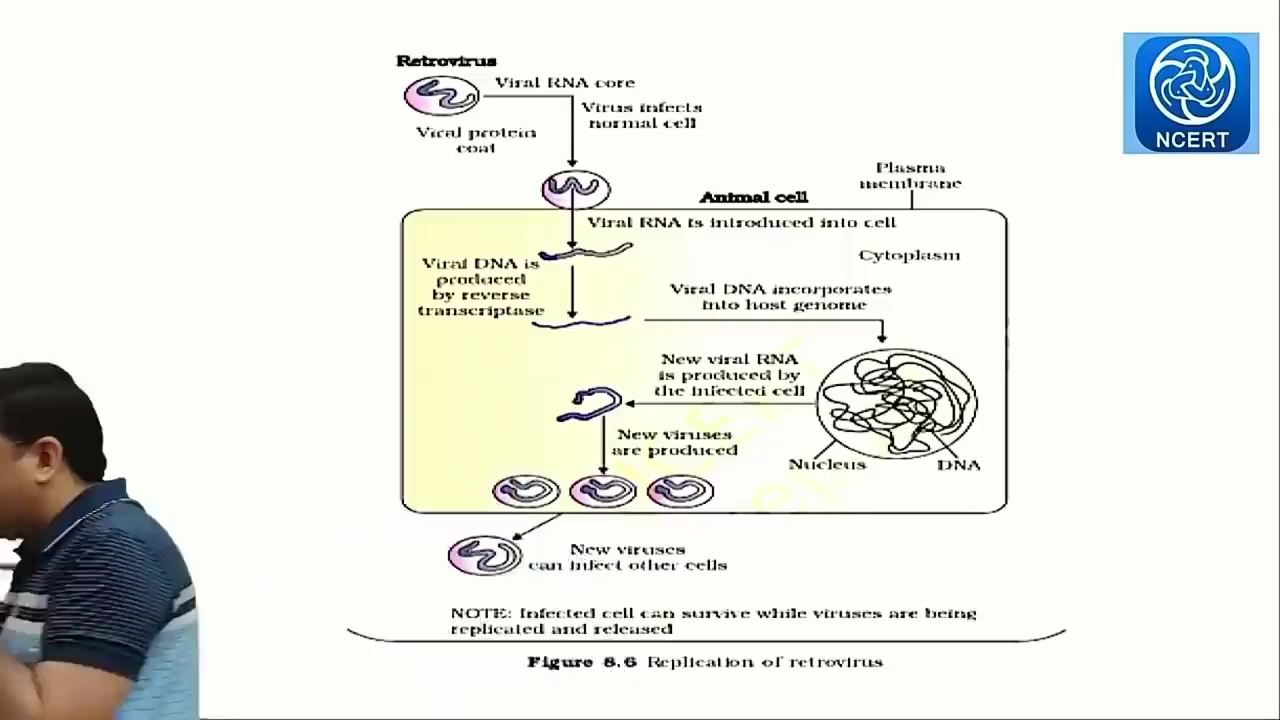 Retrovirus
Viral RNA core
Virus infects
normal cell
Viral protein
coat
NCERT
Plasma
membrane
Animal cell
Viral RNA is introduced into cell
Cytoplasm
Viral DNA is
produced
by reverse
transcriptase
Viral DNA incorporates
into host genome
New viral RNA
is produced by
the infected cell
New viruses
are produced
Nucleus
DNA
New viruses
can infect other cells
NOTE: Infected cell can survive while viruses are being
replicated and released
Figure 8.6 Replication of retrovirus